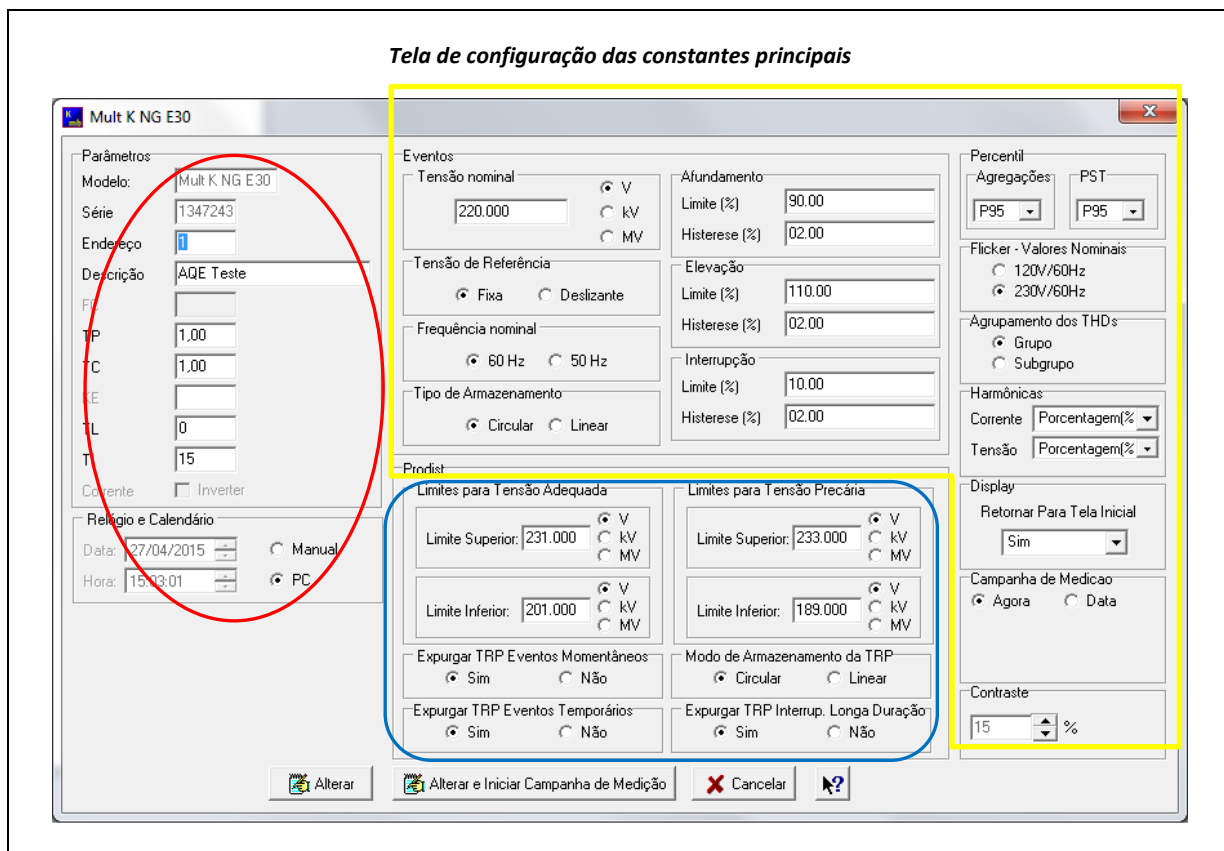 Tela de configuração das constantes principais
Mult K NG E30
Parâmetros
Modelo: Mult K NG E30
Série 1347243
Endereço 1
Descrição AQE Teste
FC
TP 1,00
TC 1,00
KE
TL 0
TI 15
Corrente Inverter
Relógio e Calendário
Data: 27/04/2015 Manual
Hora: 15:03:01 PC
Eventos
Tensão nominal
220.000
V
kV
MV
Tensão de Referência
Fixa Deslizante
Frequência nominal
60 Hz 50 Hz
Tipo de Armazenamento
Circular Linear
Afundamento
Limite (%) 90.00
Histerese (%) 02.00
Elevação
Limite (%) 110.00
Histerese (%) 02.00
Interrupção
Limite (%) 10.00
Histerese (%) 02.00
Prodist
Limites para Tensão Adequada
Limite Superior: 231.000
V
kV
MV
Limite Inferior: 201.000
V
kV
MV
Limites para Tensão Precária
Limite Superior: 233.000
V
kV
MV
Limite Inferior: 189.000
V
kV
MV
Expurgar TRP Eventos Momentâneos
Sim Não
Modo de Armazenamento da TRP
Circular Linear
Expurgar TRP Eventos Temporários
Sim Não
Expurgar TRP Interrup. Longa Duração
Sim Não
Percentil
Agregações PST
P95 P95
Flicker - Valores Nominais
120V/60Hz
230V/60Hz
Agrupamento dos THDs
Grupo
Subgrupo
Harmônicas
Corrente Porcentagem(%
Tensão Porcentagem(%
Display
Retornar Para Tela Inicial
Sim
Campanha de Medicao
Agora Data
Contraste
15 %
Alterar Alterar e Iniciar Campanha de Medição Cancelar ?